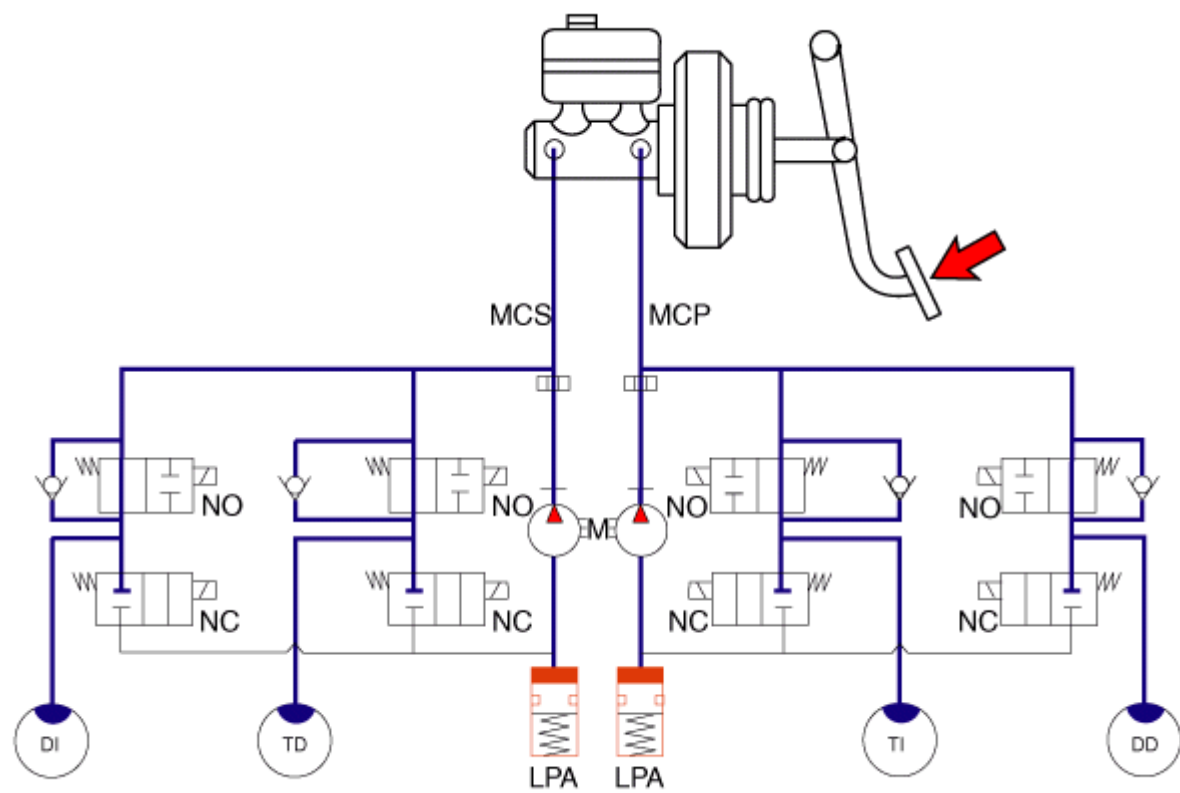 MCS MCP
NO NO NO NO
M
NC NC NC NC
DI TD TI DD
LPA LPA